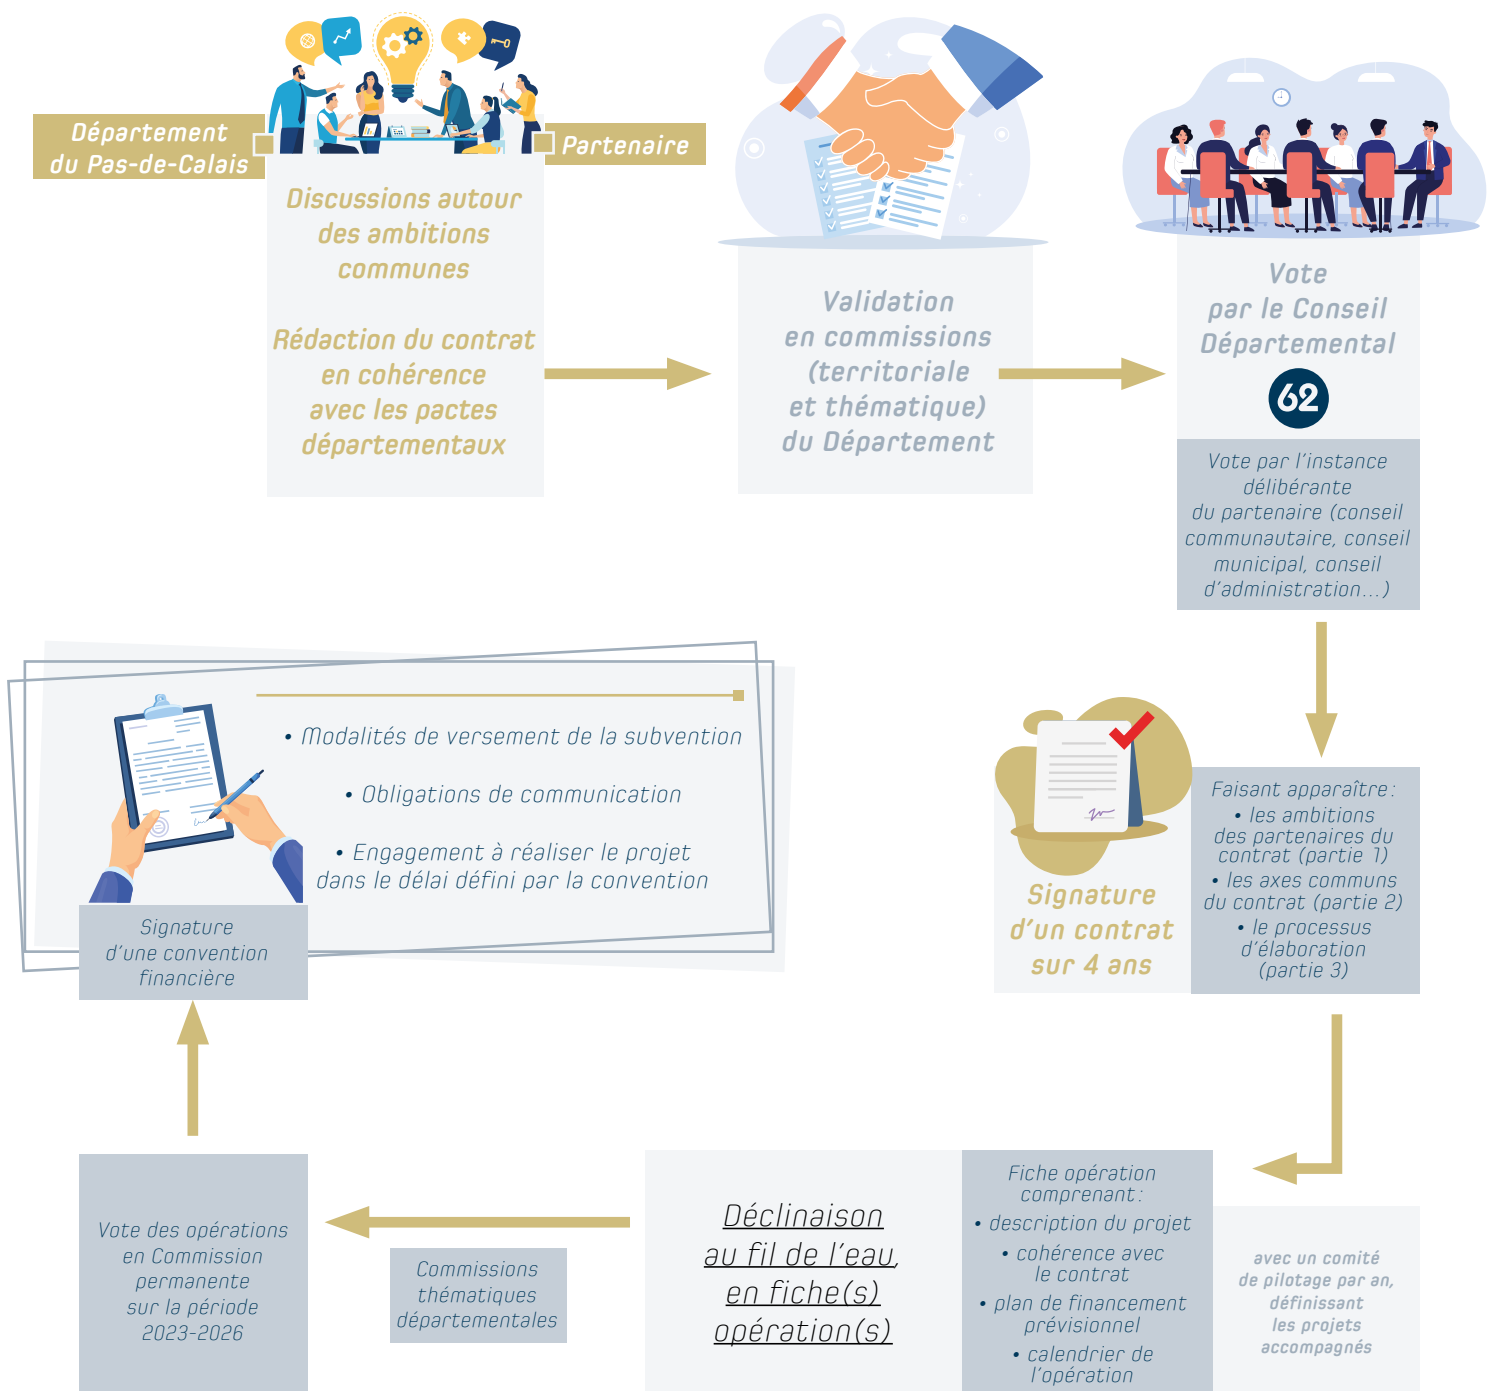 Département
du Pas-de-Calais
Partenaire
Discussions autour
des ambitions
communes
Rédaction du contrat
en cohérence
avec les pactes
départementaux
Validation
en commissions
(territoriale
et thématique)
du Département
Vote
par le Conseil
Départemental
62
Vote par l'instance
délibérante
du partenaire (conseil
communautaire, conseil
municipal, conseil
d'administration...)
Signature
d'un contrat
sur 4 ans
Faisant apparaître :
• les ambitions
des partenaires du
contrat (partie 1)
• les axes communs
du contrat (partie 2)
• le processus
d'élaboration
(partie 3)
avec un comité
de pilotage par an,
définissant
les projets
accompagnés
Déclinaison
au fil de l'eau,
en fiche(s)
opération(s)
Fiche opération
comprenant :
• description du projet
• cohérence avec
le contrat
• plan de financement
prévisionnel
• calendrier de
l'opération
Commissions
thématiques
départementales
Vote des opérations
en Commission
permanente
sur la période
2023-2026
Signature
d'une convention
financière
• Modalités de versement de la subvention
• Obligations de communication
• Engagement à réaliser le projet
dans le délai défini par la convention